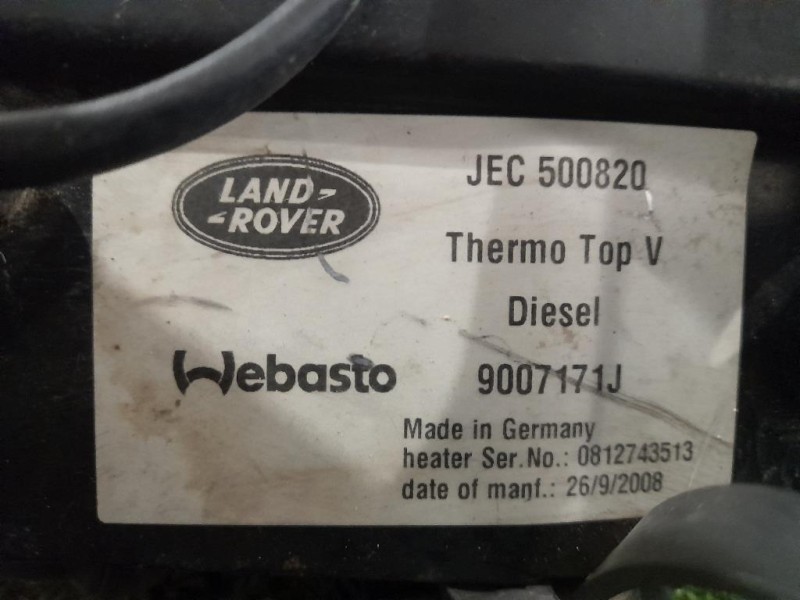 LAND
ROVER
JEC 500820
Thermo Top V
Diesel
Webasto
9007171J
Made in Germany
heater Ser.No.: 0812743513
date of manf.: 26/9/2008